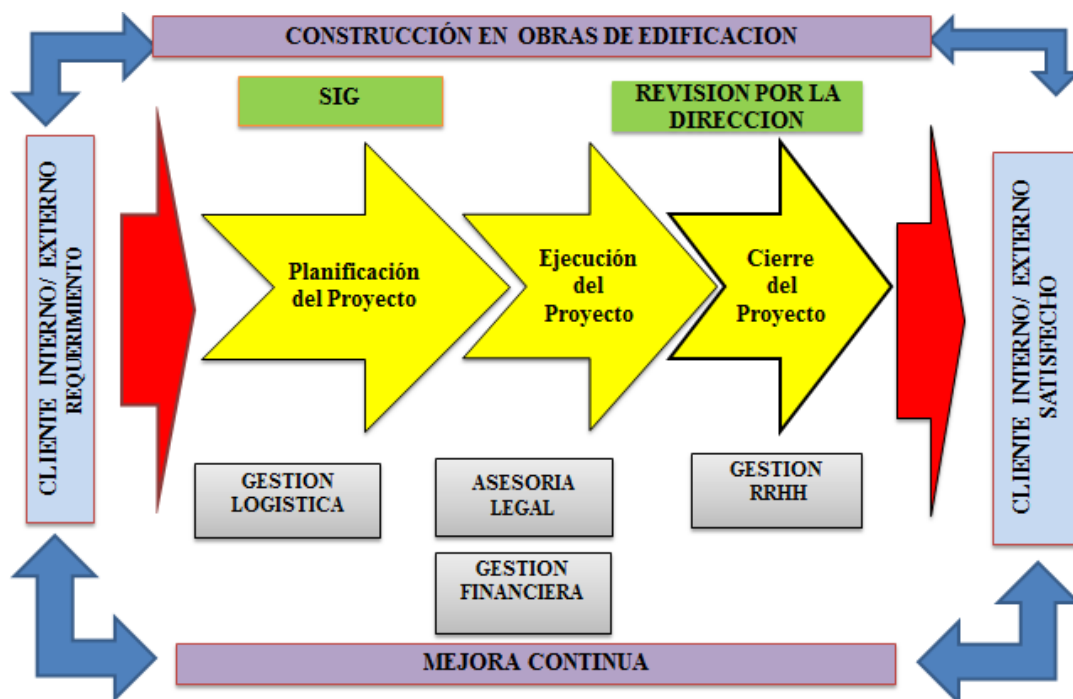 CONSTRUCCIÓN EN OBRAS DE EDIFICACION
SIG
REVISION POR LA
DIRECCION
CLIENTE INTERNO/ EXTERNO
REQUERIMIENTO
Planificación
del Proyecto
Ejecución
del
Proyecto
Cierre
del
Proyecto
CLIENTE INTERNO/ EXTERNO
SATISFECHO
GESTION
LOGISTICA
ASESORIA
LEGAL
GESTION
RRHH
GESTION
FINANCIERA
MEJORA CONTINUA